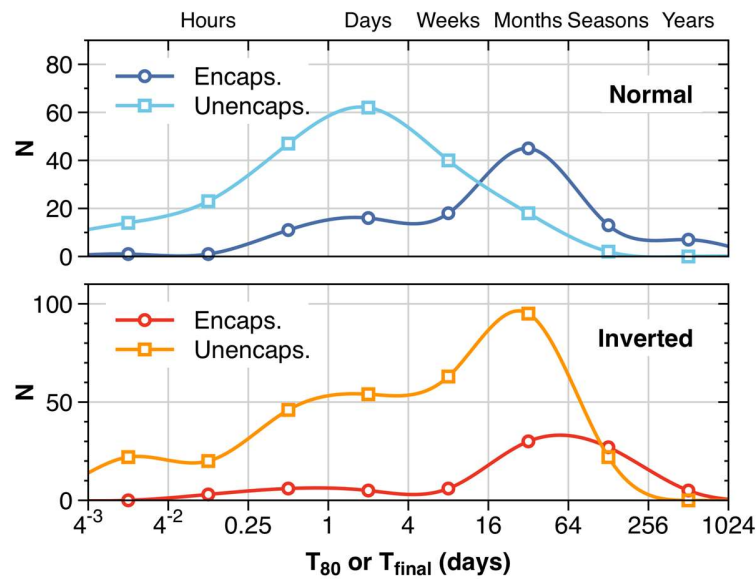 Hours Days Weeks Months Seasons Years
80
60
40
20
0
N
Encaps.
Unencaps.
Normal
100
50
0
N
Encaps.
Unencaps.
Inverted
4-3 4-2 0.25 1 4 16 64 256 1024
T80 or Tfinal (days)